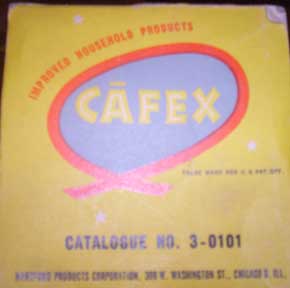 IMPROVED HOUSEHOLD PRODUCTS
CĀFEX
TRADE MARK REG. U.S. PAT. OFF.
CATALOGUE NO. 3-0101
PRODUCTS CORPORATION, 300 W. WASHINGTON ST., CHICAGO 6, ILL.